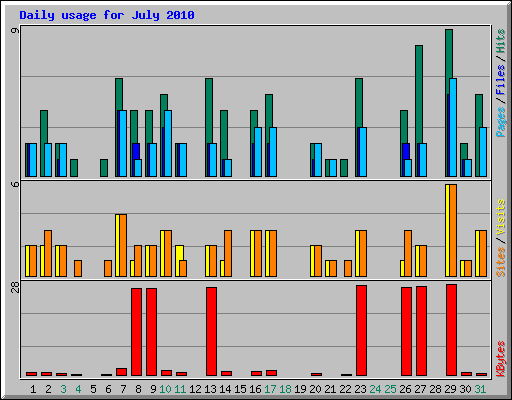 Daily usage for July 2010
9
Pages / Files / Hits
6
Sites / Visits
28
KBytes
1 2 3 4 5 6 7 8 9 10 11 12 13 14 15 16 17 18 19 20 21 22 23 24 25 26 27 28 29 30 31